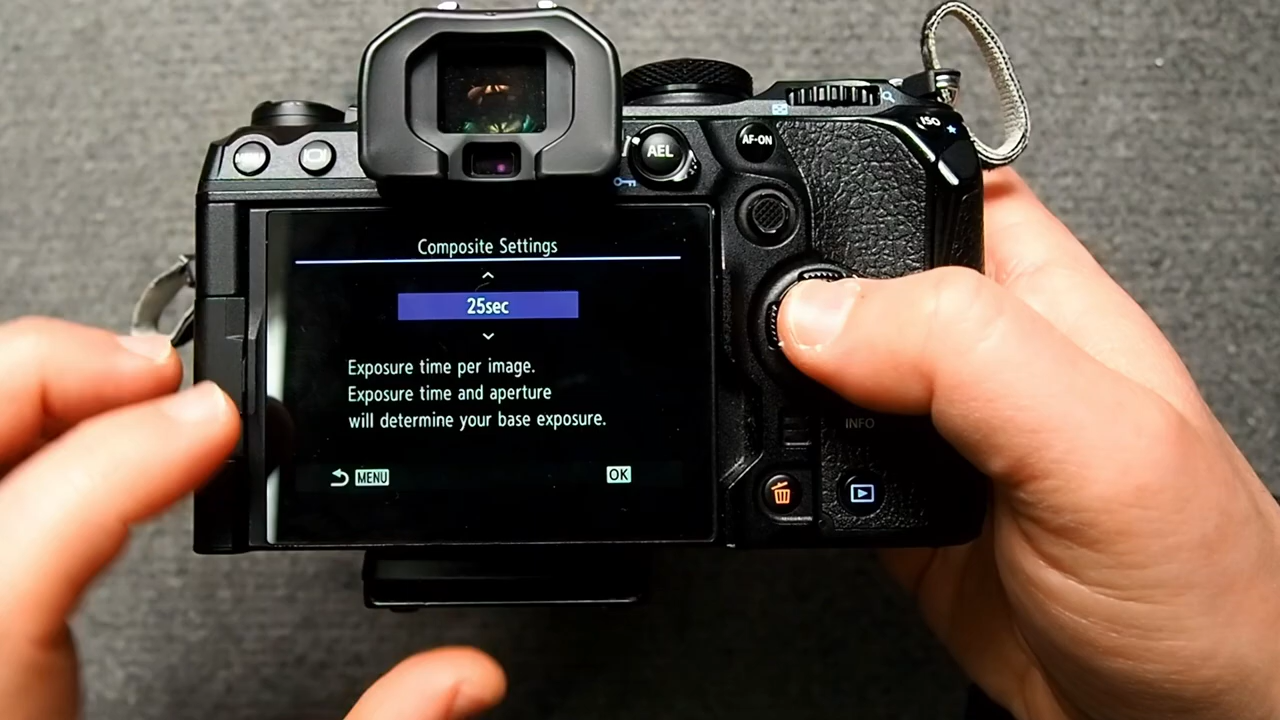 ISO
MENU
AEL
AF-ON
Composite Settings
25sec
Exposure time per image.
Exposure time and aperture
will determine your base exposure.
MENU
OK
INFO